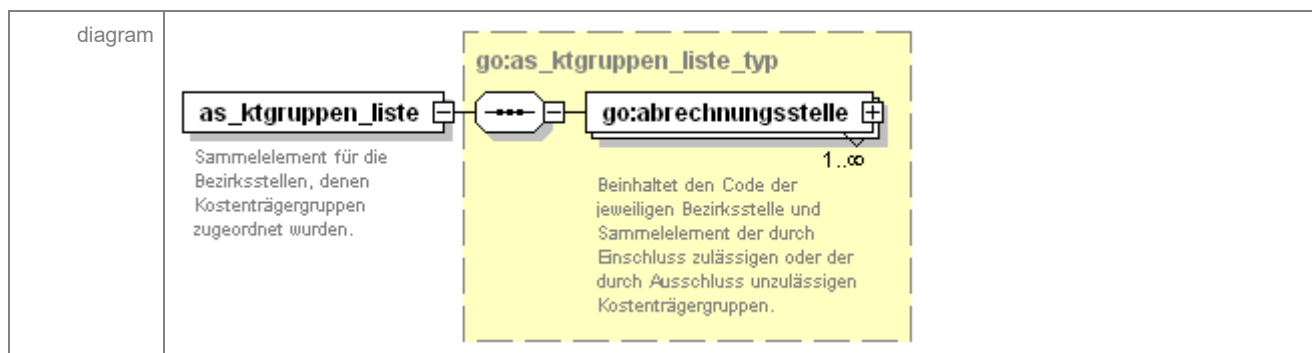 diagram
go:as_ktgruppen_liste_typ
as_ktgruppen_liste
go:abrechnungsstelle
1..∞
Sammelelement für die
Bezirksstellen, denen
Kostenträgergruppen
zugeordnet wurden.
Beinhaltet den Code der
jeweiligen Bezirksstelle und
Sammelelement der durch
Einschluss zulässigen oder der
durch Ausschluss unzulässigen
Kostenträgergruppen.